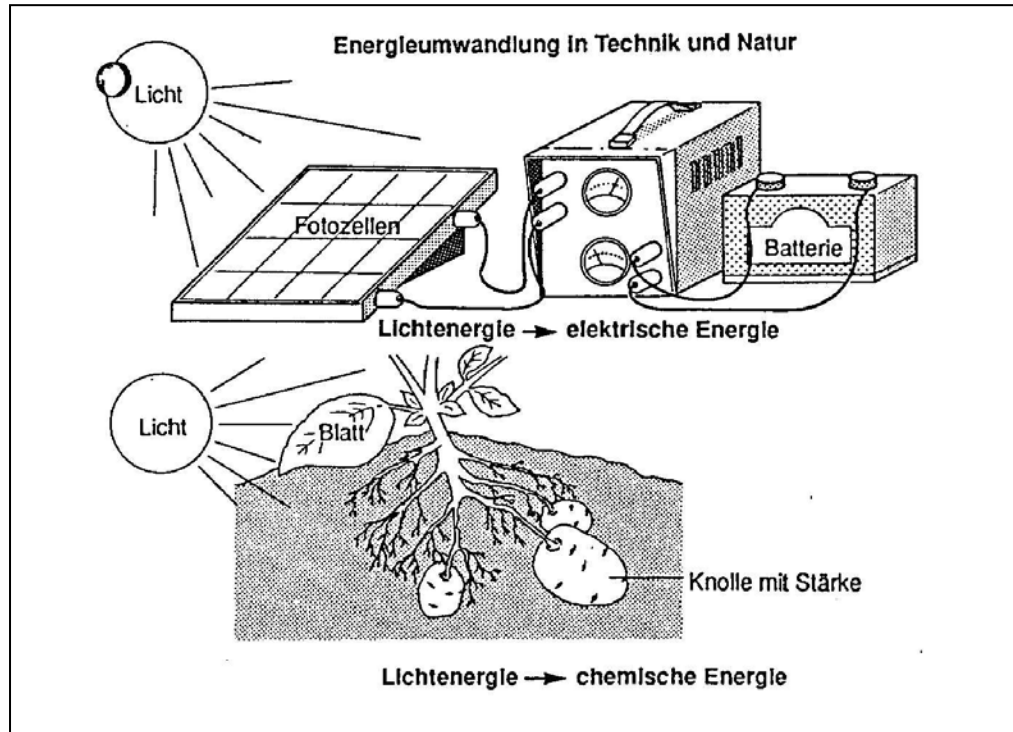 Energieumwandlung in Technik und Natur
Licht
Fotozellen
Batterie
Lichtenergie → elektrische Energie
Licht
Blatt
Knolle mit Stärke
Lichtenergie → chemische Energie